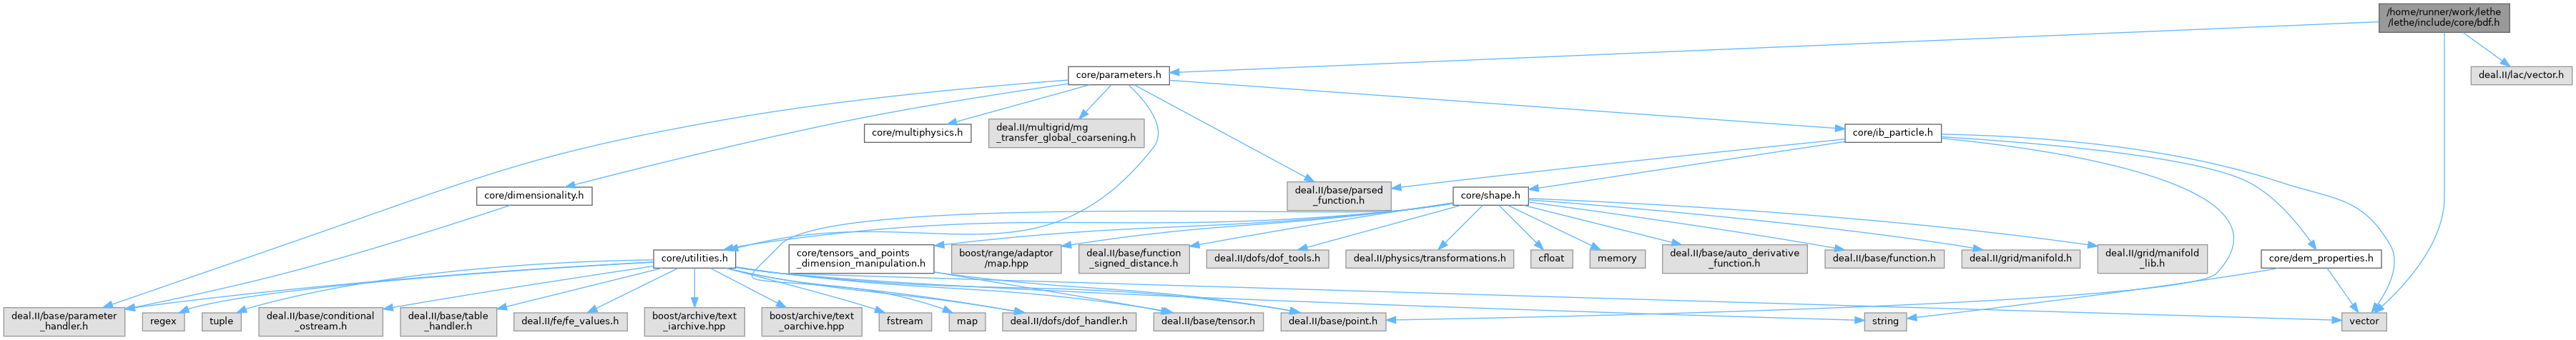 /home/runner/work/lethe
/lethe/include/core/bdf.h
core/parameters.h
deal.II/lac/vector.h
core/multiphysics.h
deal.II/multigrid/mg
_transfer_global_coarsening.h
core/ib_particle.h
core/dimensionality.h
deal.II/base/parsed
_function.h
core/shape.h
core/utilities.h
core/tensors_and_points
_dimension_manipulation.h
boost/range/adaptor
/map.hpp
deal.II/base/function
_signed_distance.h
deal.II/dofs/dof_tools.h
deal.II/physics/transformations.h
cfloat
memory
deal.II/base/auto_derivative
_function.h
deal.II/base/function.h
deal.II/grid/manifold.h
deal.II/grid/manifold
_lib.h
core/dem_properties.h
deal.II/base/parameter
_handler.h
regex
tuple
deal.II/base/conditional
_ostream.h
deal.II/base/table
_handler.h
deal.II/fe/fe_values.h
boost/archive/text
_iarchive.hpp
boost/archive/text
_oarchive.hpp
fstream
map
deal.II/dofs/dof_handler.h
deal.II/base/tensor.h
deal.II/base/point.h
string
vector